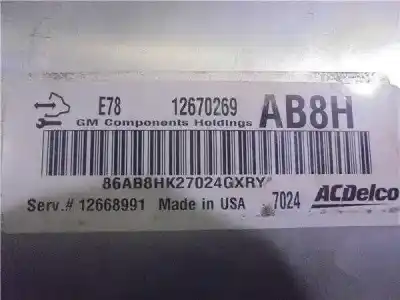 E78 12670269 AB8H
GM Components Holdings
86AB8HK27024GXRY
Serv.# 12668991 Made in USA 7024 ACDelco